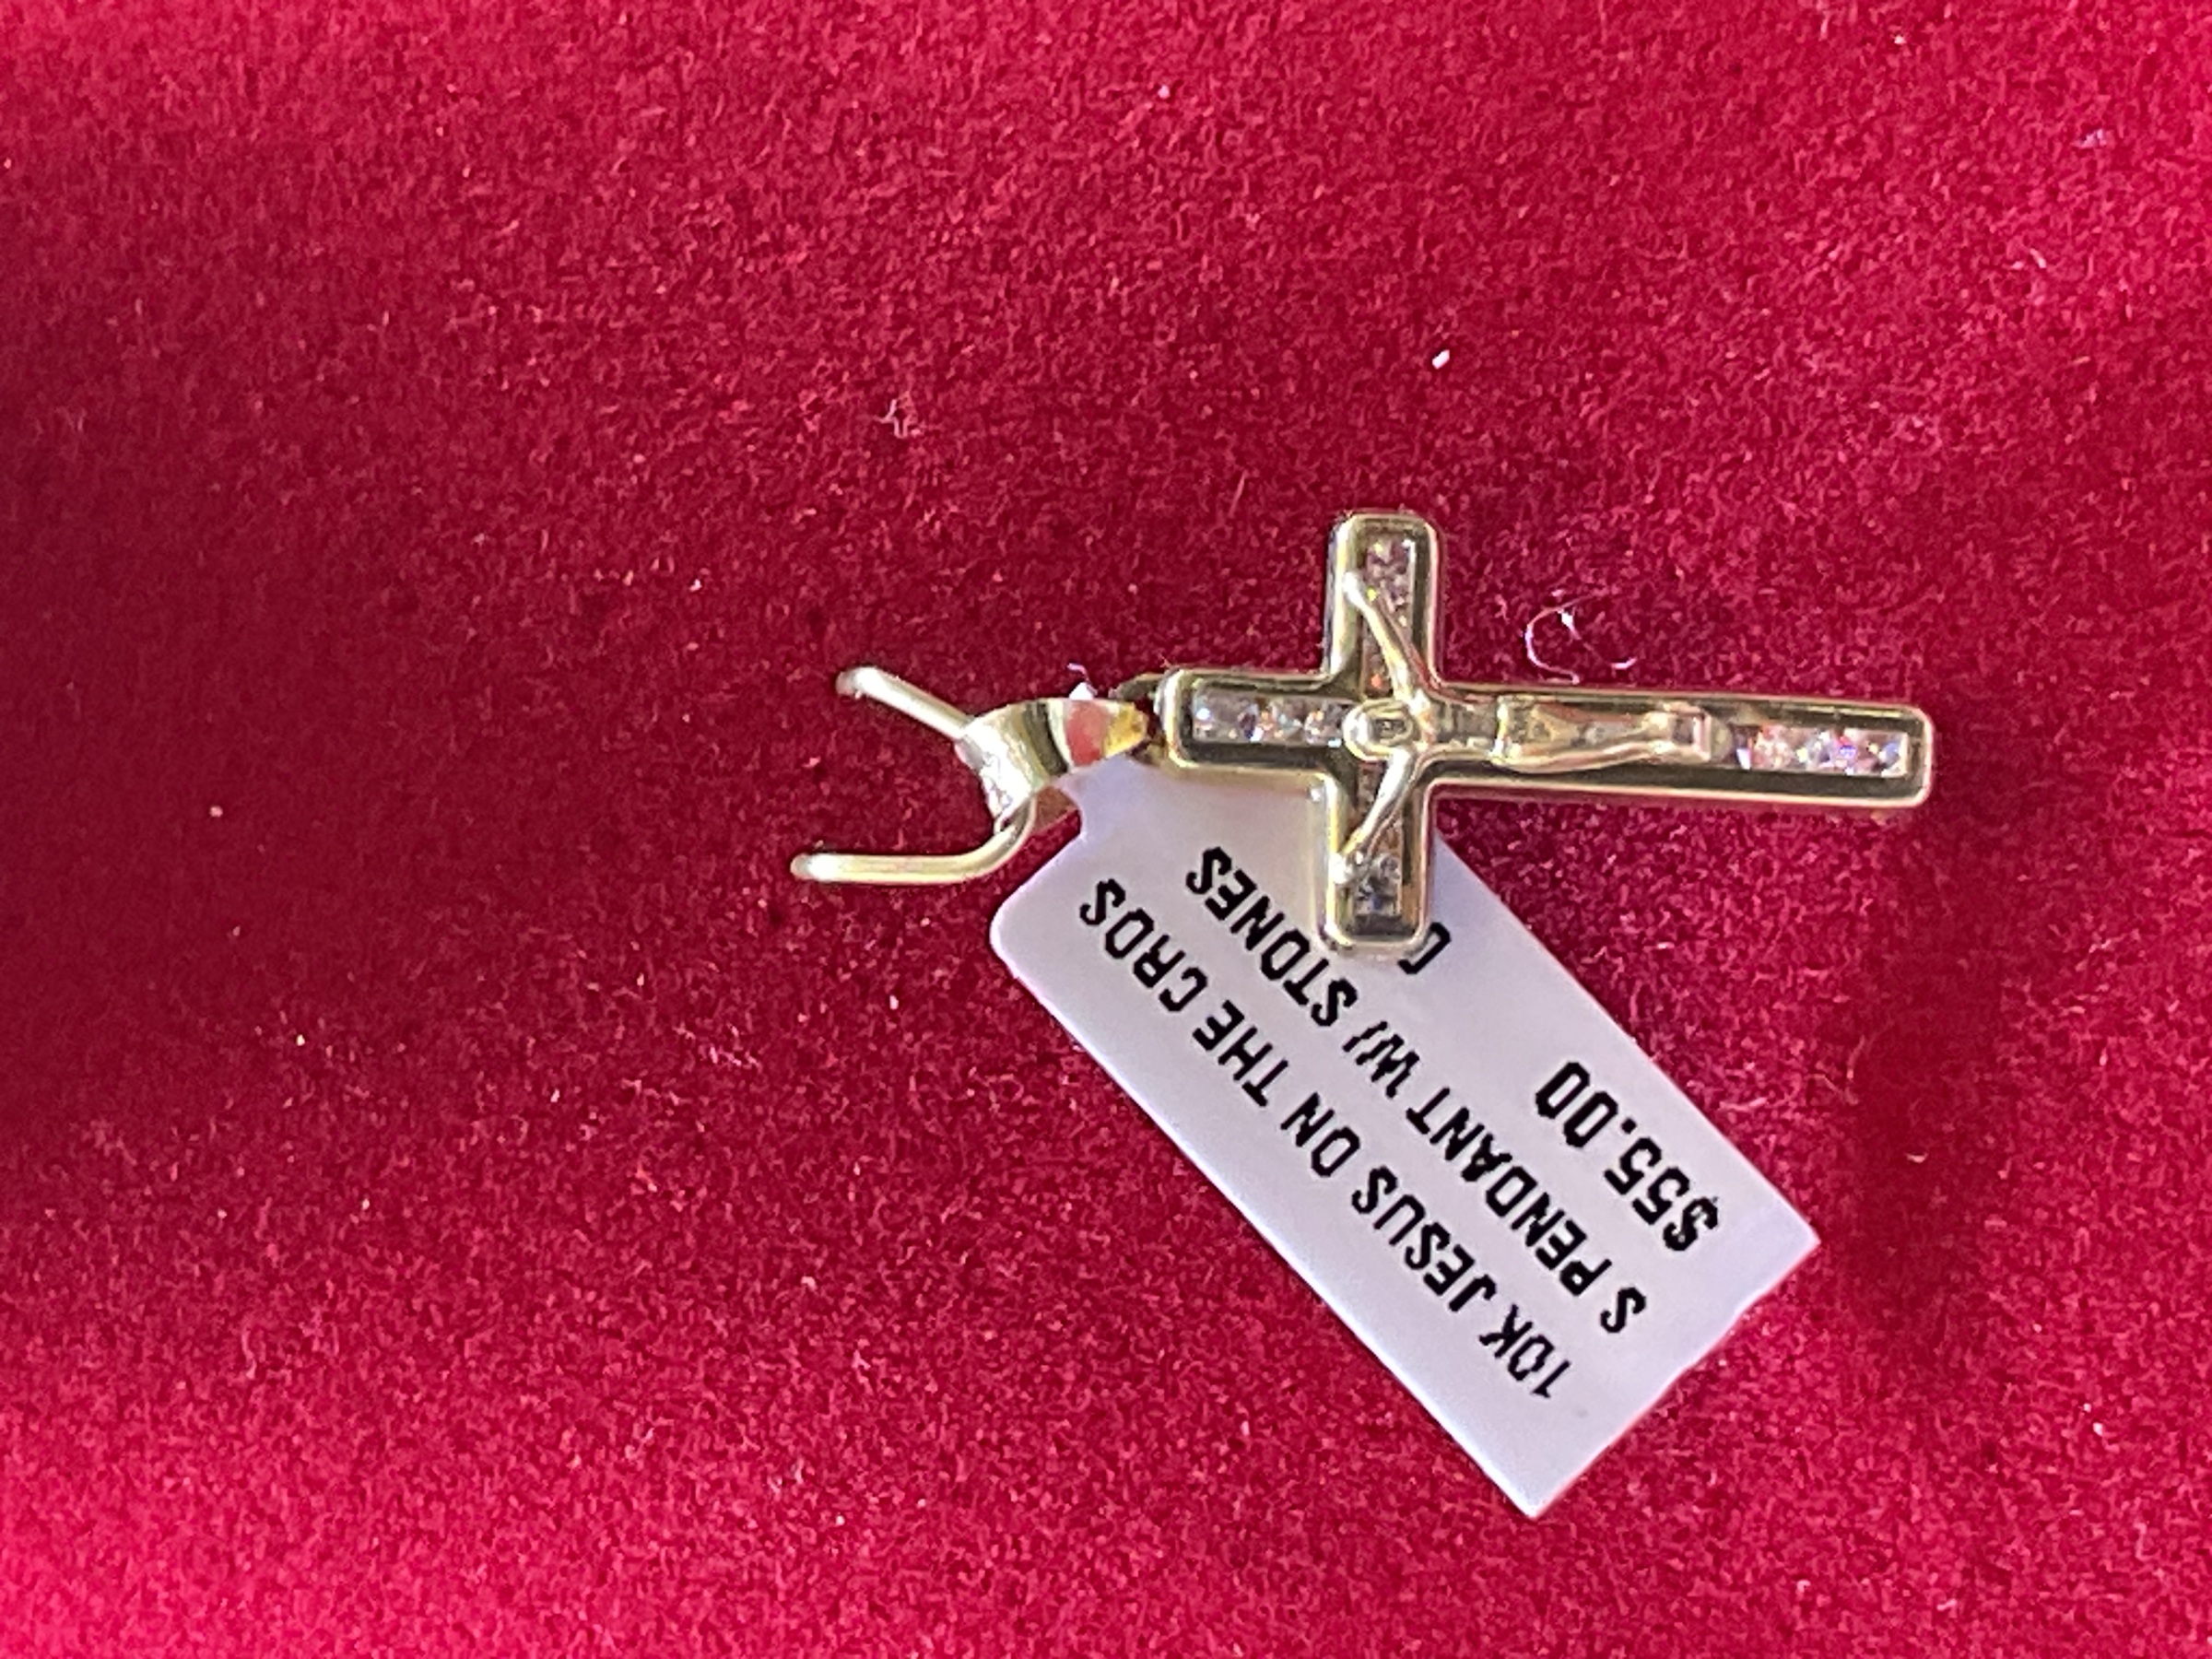 10K JESUS ON THE CROS
S PENDANT W/ STONES
$55.00